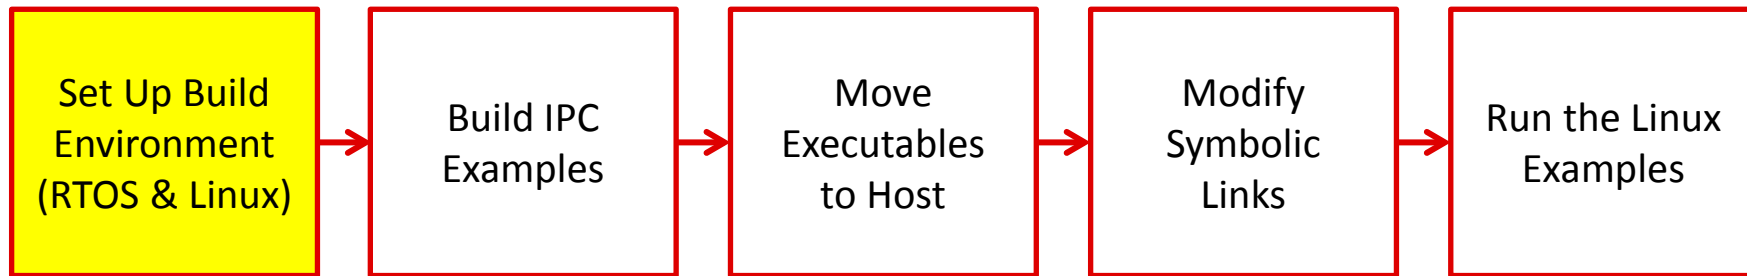 Set Up Build
Environment
(RTOS & Linux)
Build IPC
Examples
Move
Executables
to Host
Modify
Symbolic
Links
Run the Linux
Examples